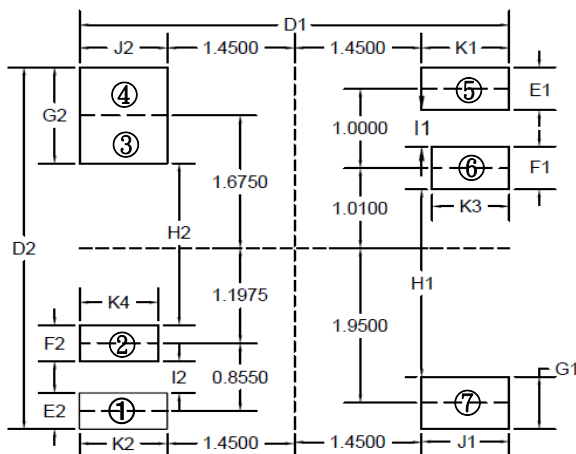 D1
J2 1.4500 1.4500 K1
G2 ④ ⑤ E1
③ 1.0000 I1
1.6750 ⑥ F1
1.0100 K3
D2 H2
K4 1.1975 H1
F2 ② 1.9500
I2 0.8550 G1
E2 ① ⑦
K2 1.4500 1.4500 J1